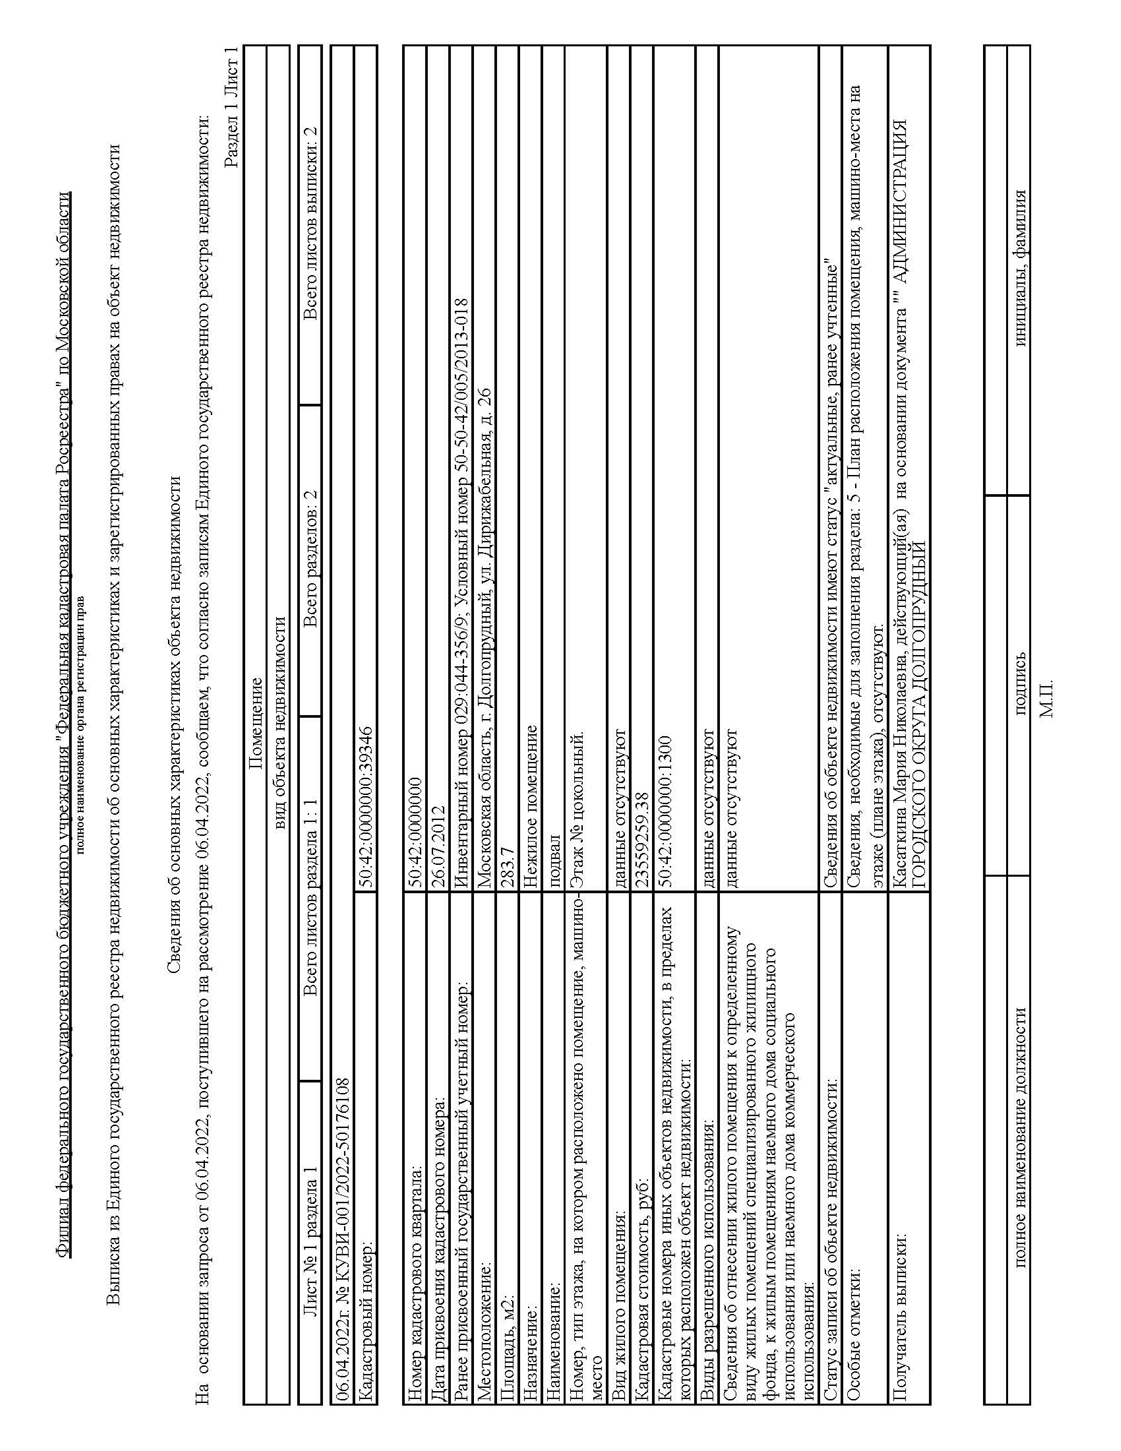 Филиал федерального государственного бюджетного учреждения "Федеральная кадастровая палата Росреестра" по Московской области
полное наименование органа регистрации прав
Выписка из Единого государственного реестра недвижимости об основных характеристиках и зарегистрированных правах на объект недвижимости
Сведения об основных характеристиках объекта недвижимости
На основании запроса от 06.04.2022, поступившего на рассмотрение 06.04.2022, сообщаем, что согласно записям Единого государственного реестра недвижимости:
Раздел 1 Лист 1
Помещение
вид объекта недвижимости
Лист № 1 раздела 1 Всего листов раздела 1: 1 Всего разделов: 2 Всего листов выписки: 2
06.04.2022г. № КУВИ-001/2022-50176108
Кадастровый номер: 50:42:0000000:39346
Номер кадастрового квартала: 50:42:0000000
Дата присвоения кадастрового номера: 26.07.2012
Ранее присвоенный государственный учетный номер: Инвентарный номер 029:044-356/9; Условный номер 50-50-42/005/2013-018
Местоположение: Московская область, г. Долгопрудный, ул. Дирижабельная, д. 26
Площадь, м2: 283.7
Назначение: Нежилое помещение
Наименование: подвал
Номер, тип этажа, на котором расположено помещение, машино- Этаж № цокольный.
место
Вид жилого помещения: данные отсутствуют
Кадастровая стоимость, руб: 23559259.38
Кадастровые номера иных объектов недвижимости, в пределах 50:42:0000000:1300
которых расположен объект недвижимости:
Виды разрешенного использования: данные отсутствуют
Сведения об отнесении жилого помещения к определенному данные отсутствуют
виду жилых помещений специализированного жилищного
фонда, к жилым помещениям наемного дома социального
использования или наемного дома коммерческого
использования:
Статус записи об объекте недвижимости: Сведения об объекте недвижимости имеют статус "актуальные, ранее учтенные"
Особые отметки: Сведения, необходимые для заполнения раздела: 5 - План расположения помещения, машино-места на
этаже (плане этажа), отсутствуют.
Получатель выписки: Касаткина Мария Николаевна, действующий(ая) на основании документа "" АДМИНИСТРАЦИЯ
ГОРОДСКОГО ОКРУГА ДОЛГОПРУДНЫЙ
полное наименование должности подпись инициалы, фамилия
М.П.